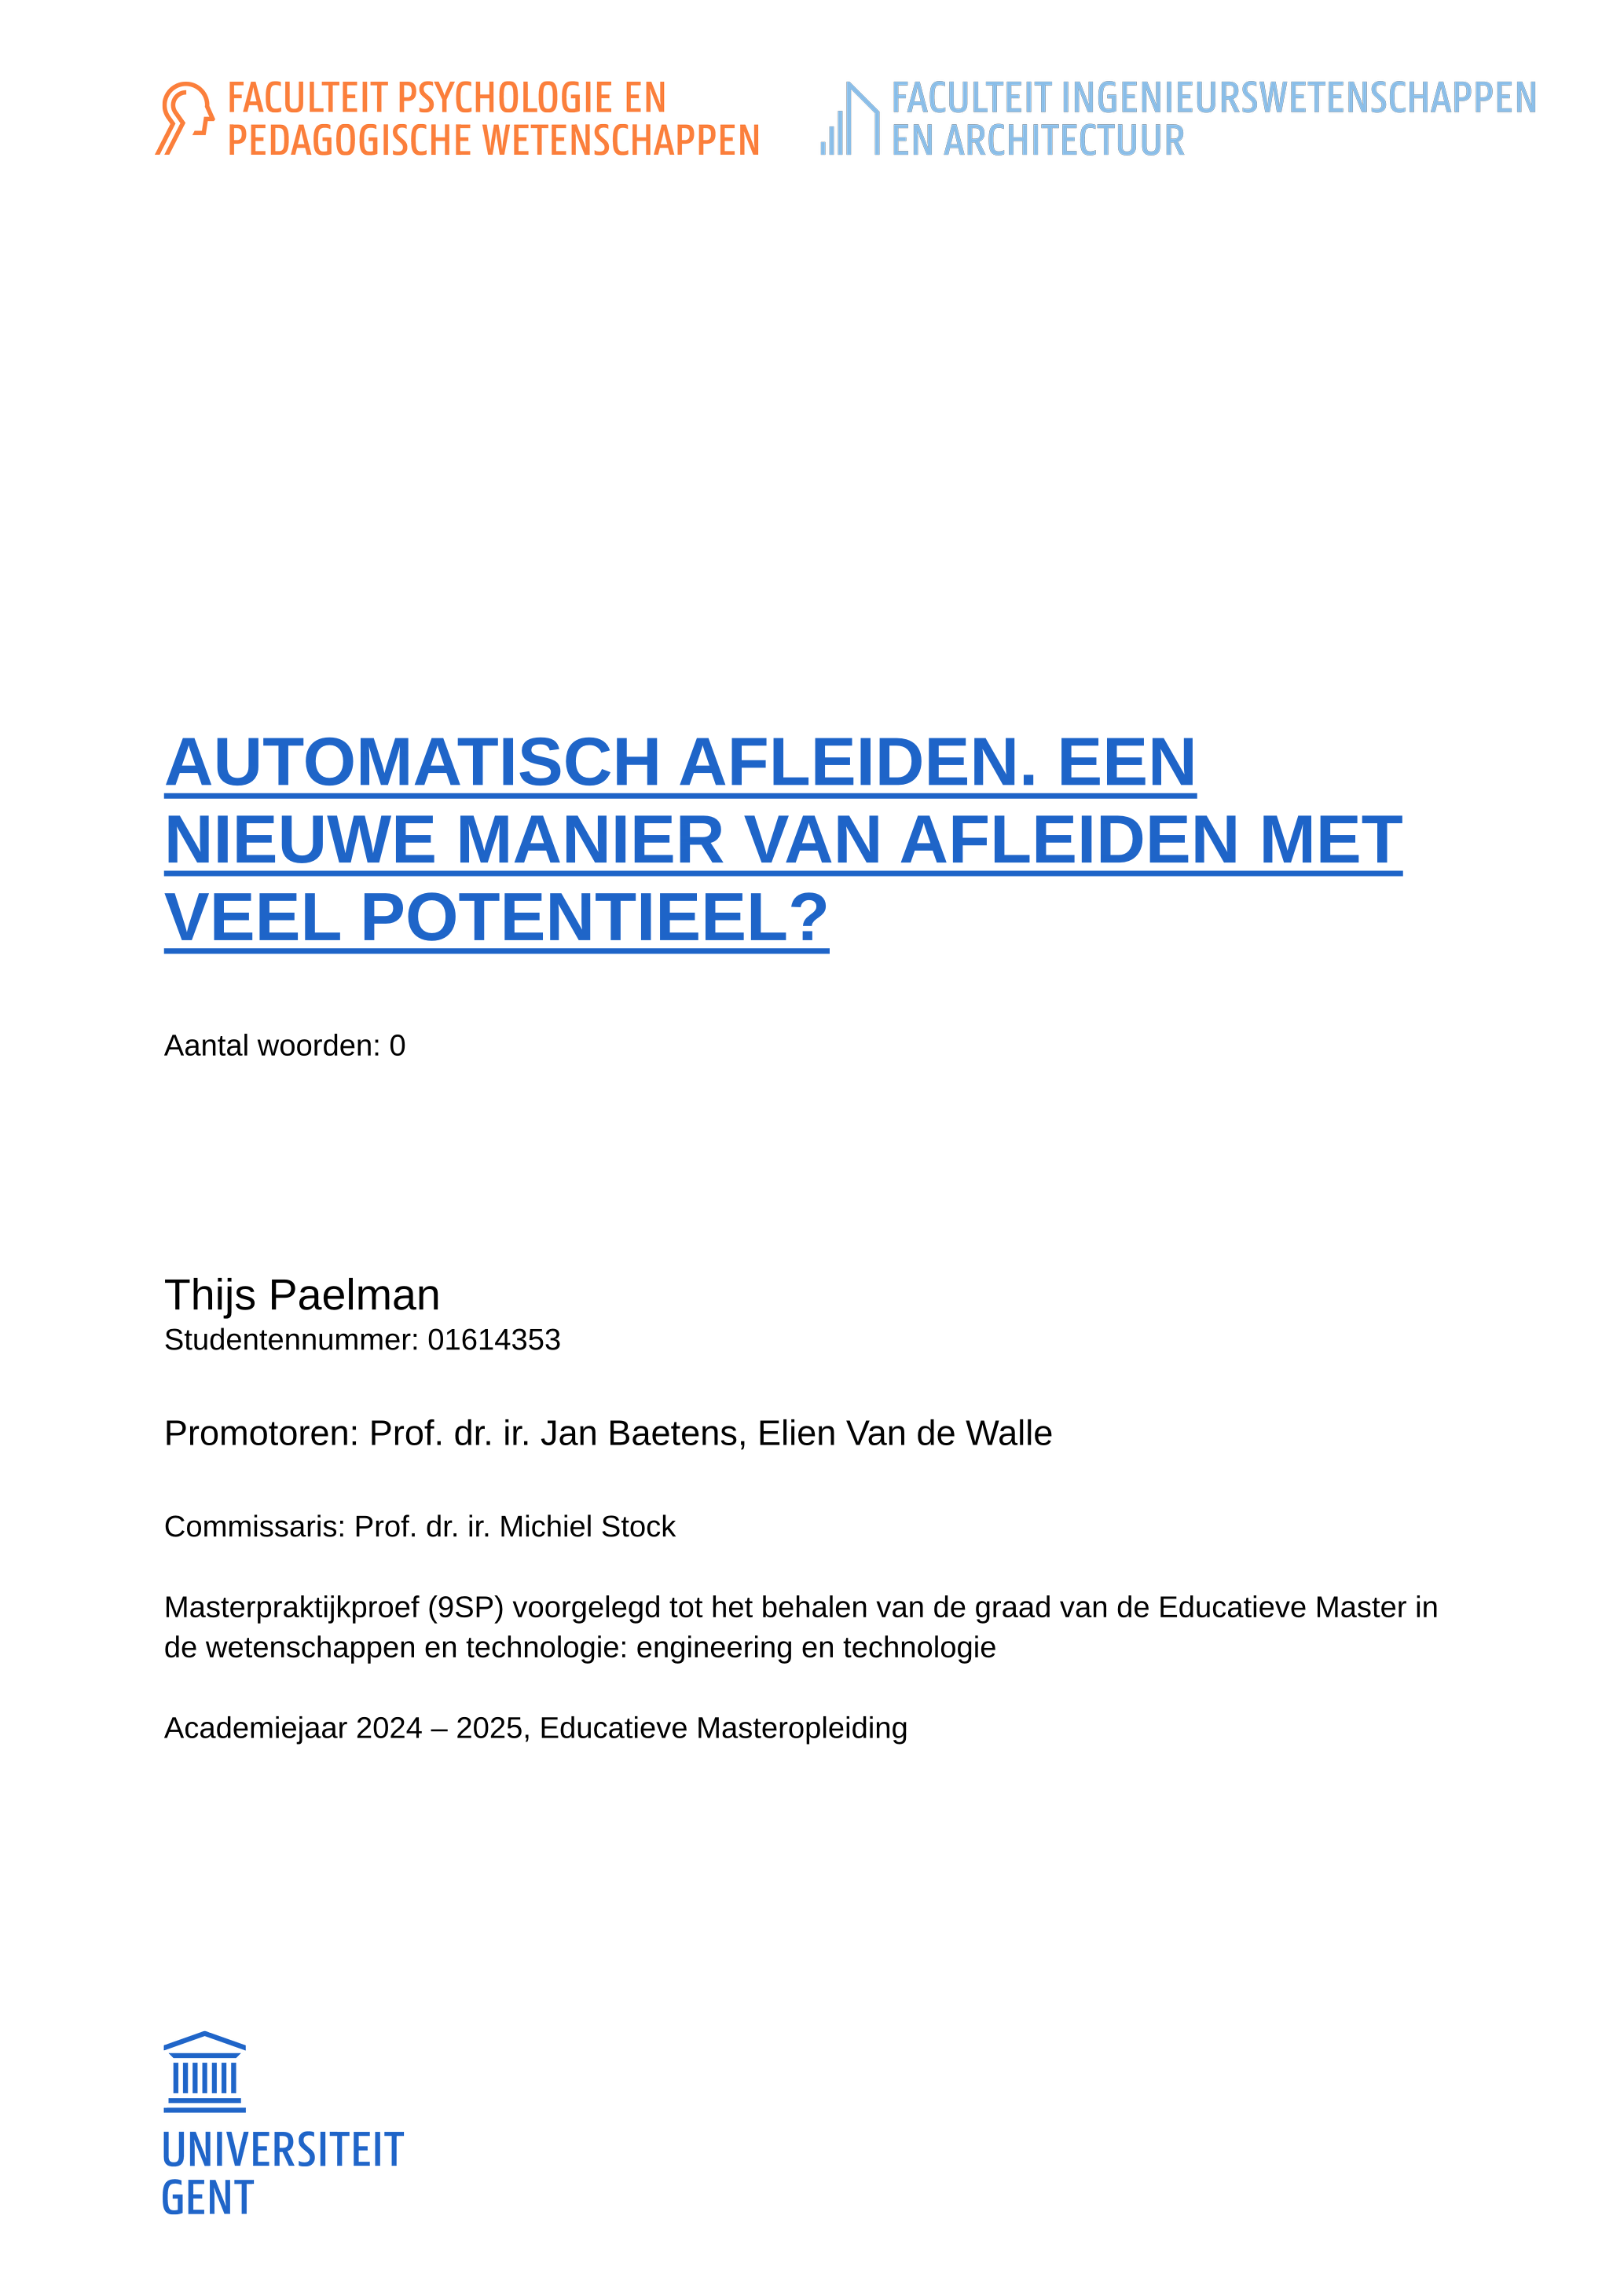 FACULTEIT PSYCHOLOGIE EN
PEDAGOGISCHE WETENSCHAPPEN
FACULTEIT INGENIEURSWETENSCHAPPEN
EN ARCHITECTUUR
AUTOMATISCH AFLEIDEN. EEN
NIEUWE MANIER VAN AFLEIDEN MET
VEEL POTENTIEEL?
Aantal woorden: 0
Thijs Paelman
Studentennummer: 01614353
Promotoren: Prof. dr. ir. Jan Baetens, Elien Van de Walle
Commissaris: Prof. dr. ir. Michiel Stock
Masterpraktijkproef (9SP) voorgelegd tot het behalen van de graad van de Educatieve Master in
de wetenschappen en technologie: engineering en technologie
Academiejaar 2024 – 2025, Educatieve Masteropleiding
UNIVERSITEIT
GENT